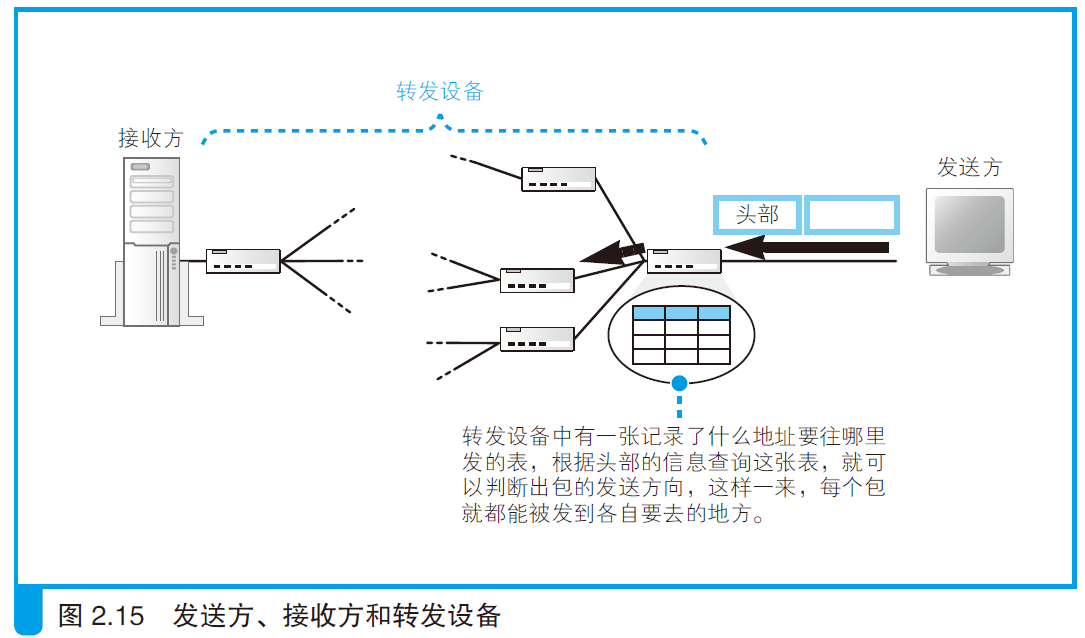 转发设备
接收方
发送方
头部
转发设备中有一张记录了什么地址要往哪里
发的表，根据头部的信息查询这张表，就可
以判断出包的发送方向，这样一来，每个包
就都能被发到各自要去的地方。
图 2.15 发送方、接收方和转发设备